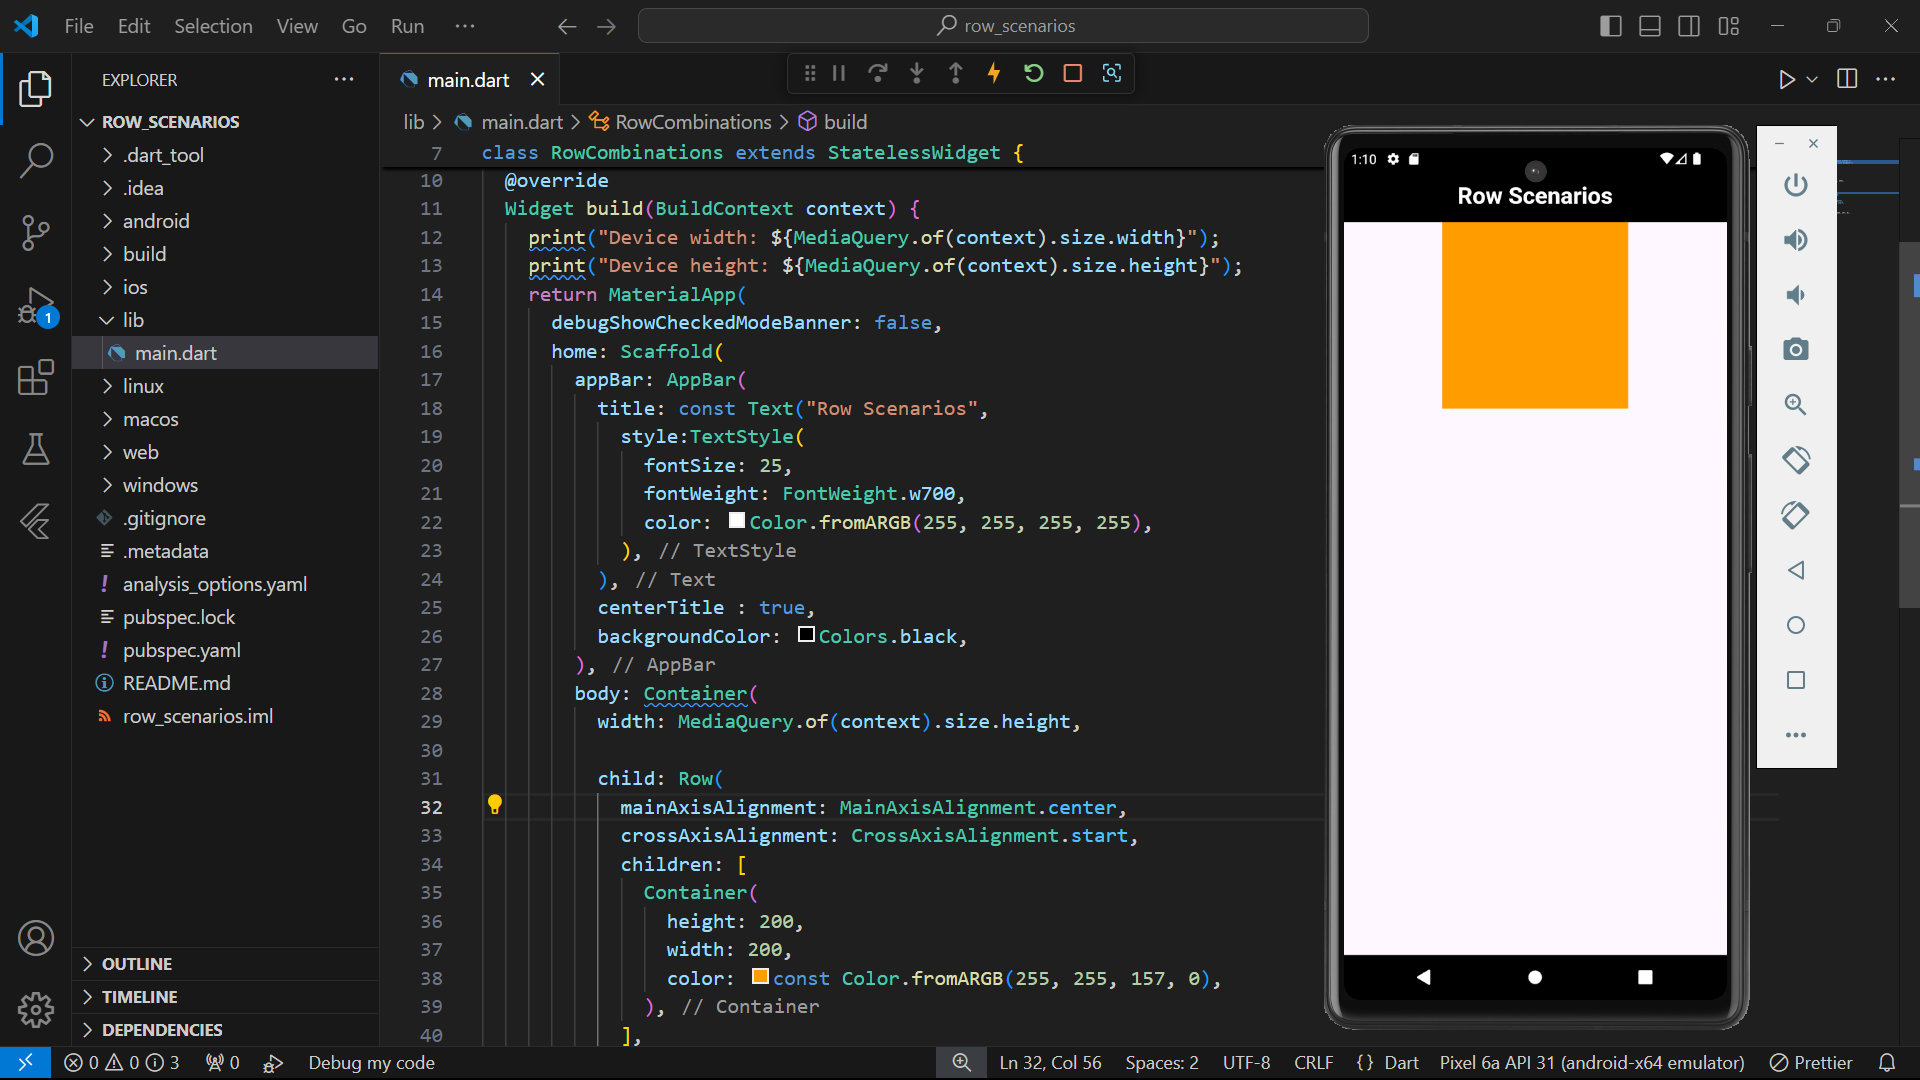 File Edit Selection View Go Run ···
row_scenarios
EXPLORER
main.dart
ROW_SCENARIOS
.dart_tool
.idea
android
build
ios
1
lib
main.dart
linux
macos
web
windows
.gitignore
.metadata
! analysis_options.yaml
pubspec.lock
! pubspec.yaml
README.md
row_scenarios.iml
OUTLINE
TIMELINE
DEPENDENCIES
lib > main.dart > RowCombinations > build
7 class RowCombinations extends StatelessWidget {
10 @override
11 Widget build(BuildContext context) {
12 print("Device width: ${MediaQuery.of(context).size.width}");
13 print("Device height: ${MediaQuery.of(context).size.height}");
14 return MaterialApp(
15 debugShowCheckedModeBanner: false,
16 home: Scaffold(
17 appBar: AppBar(
18 title: const Text("Row Scenarios",
19 style:TextStyle(
20 fontSize: 25,
21 fontWeight: FontWeight.w700,
22 color: Color.fromARGB(255, 255, 255, 255),
23 ), // TextStyle
24 ), // Text
25 centerTitle : true,
26 backgroundColor: Colors.black,
27 ), // AppBar
28 body: Container(
29 width: MediaQuery.of(context).size.height,
30
31 child: Row(
32 mainAxisAlignment: MainAxisAlignment.center,
33 crossAxisAlignment: CrossAxisAlignment.start,
34 children: [
35 Container(
36 height: 200,
37 width: 200,
38 color: const Color.fromARGB(255, 255, 157, 0),
39 ), // Container
40 ],
1:10
Row Scenarios
0 0 3 0 Debug my code Ln 32, Col 56 Spaces: 2 UTF-8 CRLF {} Dart Pixel 6a API 31 (android-x64 emulator) Prettier